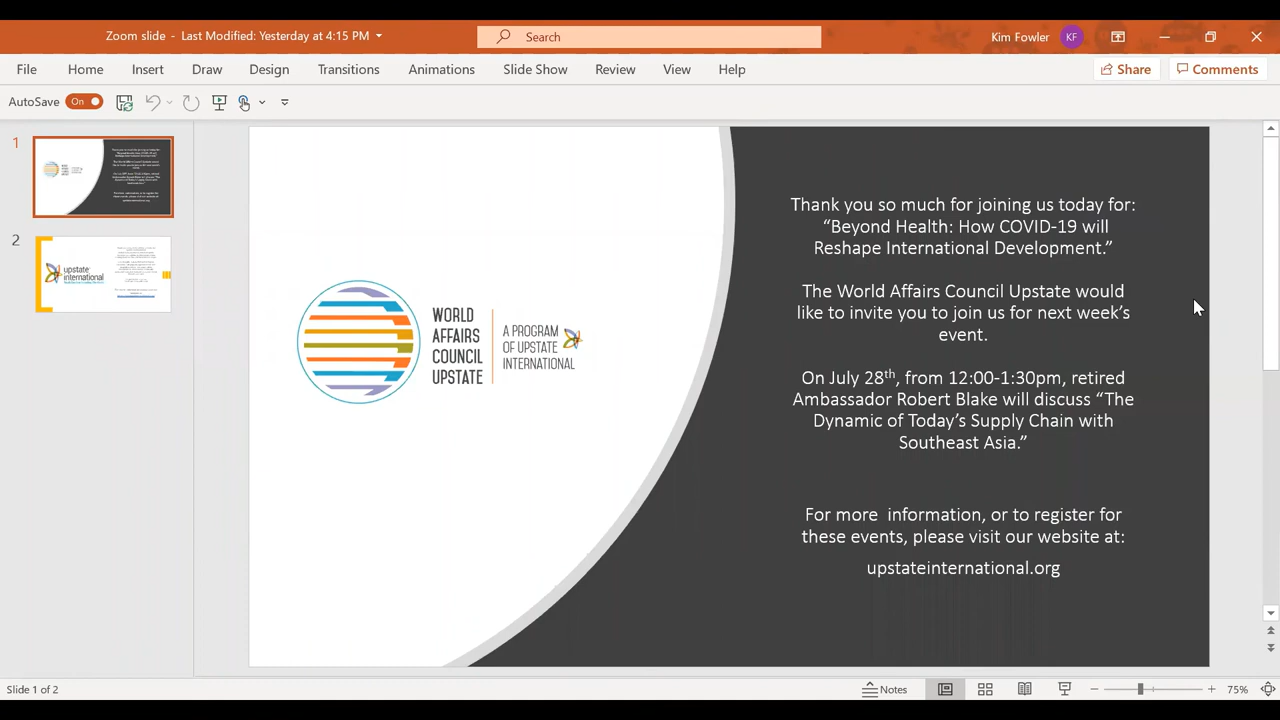 Zoom slide - Last Modified: Yesterday at 4:15 PM
Search
Kim Fowler
KF
File
Home
Insert
Draw
Design
Transitions
Animations
Slide Show
Review
View
Help
Share
Comments
AutoSave
On
1
2
upstate
international
WORLD
AFFAIRS
COUNCIL
UPSTATE
A PROGRAM
OF UPSTATE
INTERNATIONAL
Thank you so much for joining us today for:
“Beyond Health: How COVID-19 will
Reshape International Development.”
The World Affairs Council Upstate would
like to invite you to join us for next week’s
event.
On July 28th, from 12:00-1:30pm, retired
Ambassador Robert Blake will discuss “The
Dynamic of Today’s Supply Chain with
Southeast Asia.”
For more  information, or to register for
these events, please visit our website at:
upstateinternational.org
Slide 1 of 2
Notes
75%